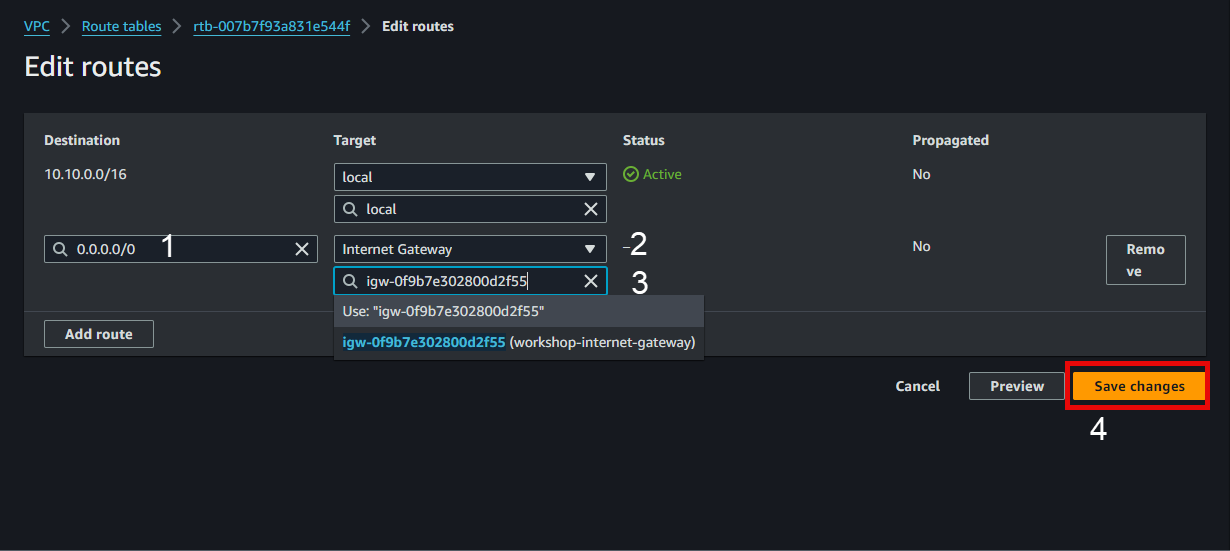 VPC > Route tables > rtb-007b7f93a831e544f > Edit routes
Edit routes
Destination Target Status Propagated
10.10.0.0/16 local Active No
local
0.0.0.0/0 1 Internet Gateway –2 No Remo
ve
igw-0f9b7e302800d2f55 3
Use: "igw-0f9b7e302800d2f55"
Add route
igw-0f9b7e302800d2f55 (workshop-internet-gateway)
Cancel Preview Save changes
4